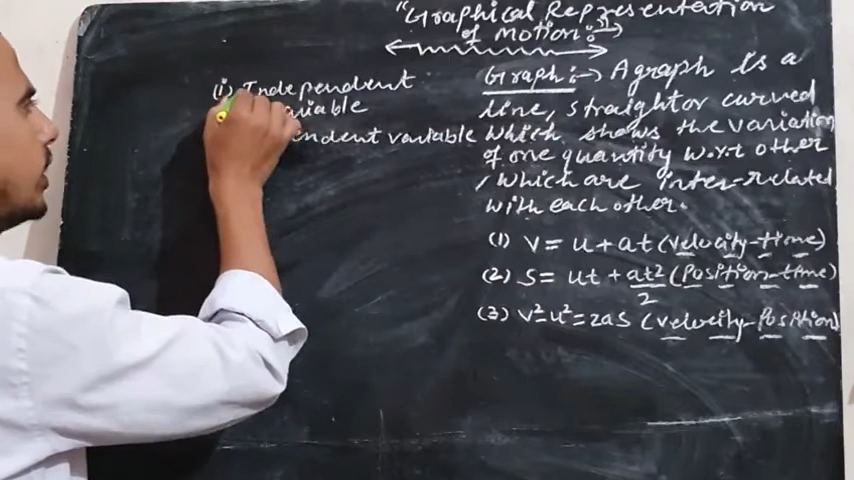 "Graphical Representation
of Motion":->
(i) Independent
variable
ndent variable
Graph:-> A graph is a
line, straight or curved
which shows the variation
of one quantity w.r.t other
, which are inter-related
with each other.
(1) V = u + at (Velocity-time)
(2) S = ut + at2/2 (Position-time)
(3) V²-u² = 2as (velocity-Position)